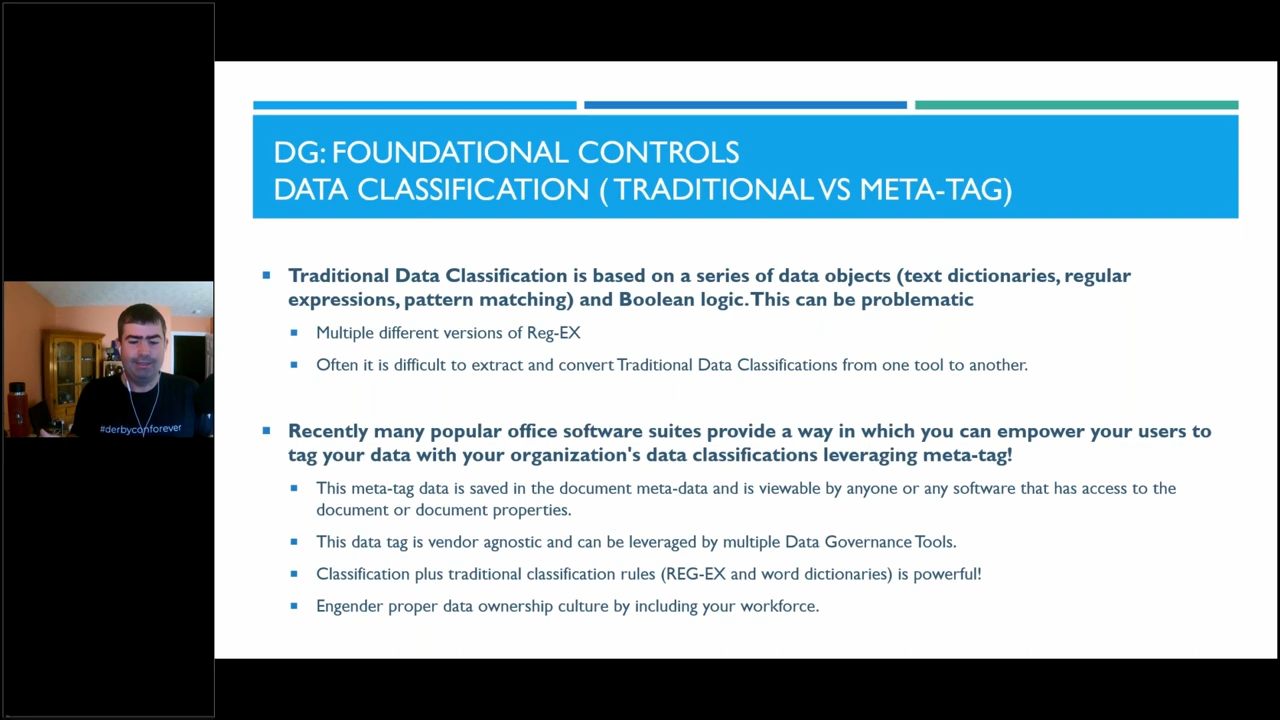 DG: FOUNDATIONAL CONTROLS
DATA CLASSIFICATION ( TRADITIONAL VS META-TAG)
Traditional Data Classification is based on a series of data objects (text dictionaries, regular
expressions, pattern matching) and Boolean logic. This can be problematic
Multiple different versions of Reg-EX
Often it is difficult to extract and convert Traditional Data Classifications from one tool to another.
Recently many popular office software suites provide a way in which you can empower your users to
tag your data with your organization's data classifications leveraging meta-tag!
This meta-tag data is saved in the document meta-data and is viewable by anyone or any software that has access to the
document or document properties.
This data tag is vendor agnostic and can be leveraged by multiple Data Governance Tools.
Classification plus traditional classification rules (REG-EX and word dictionaries) is powerful!
Engender proper data ownership culture by including your workforce.
#derbyconforever